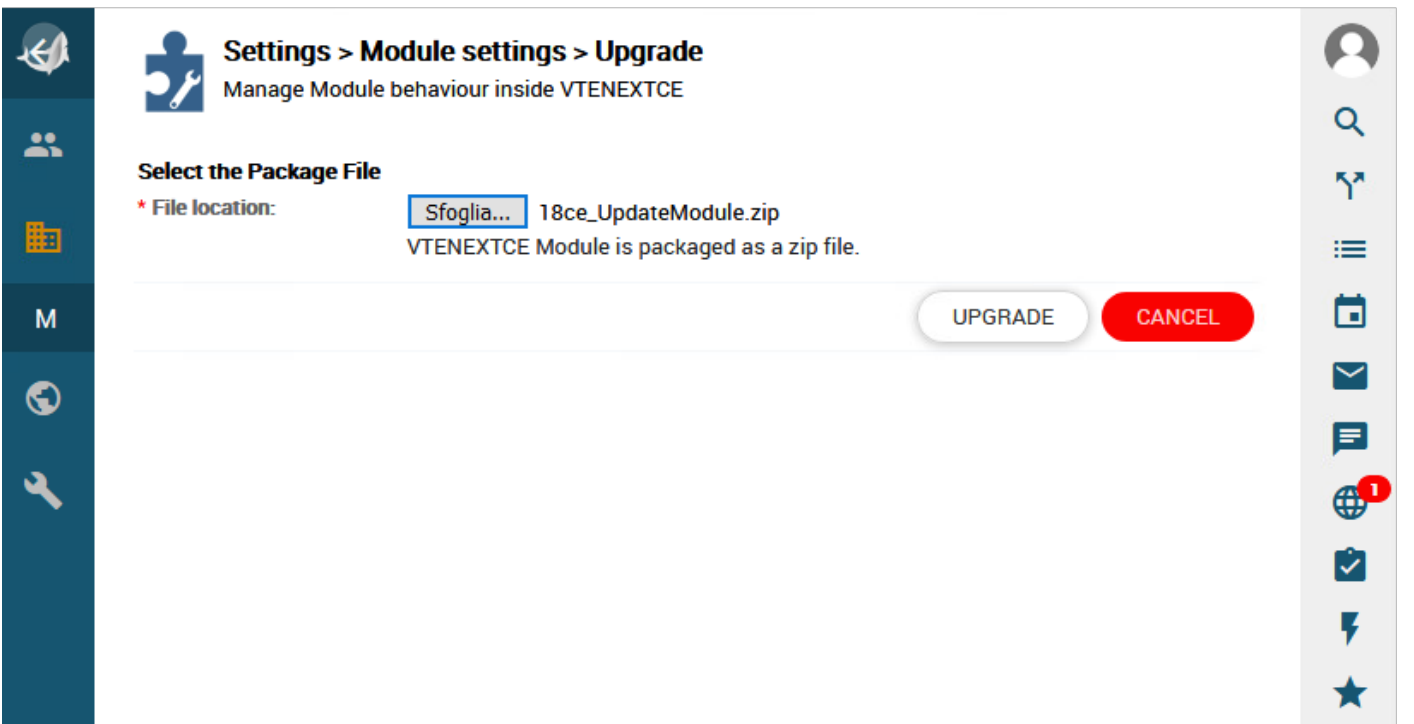 Settings > Module settings > Upgrade
Manage Module behaviour inside VTENEXTCE
Select the Package File
* File location:
Sfoglia... 18ce_UpdateModule.zip
VTENEXTCE Module is packaged as a zip file.
UPGRADE CANCEL
M
1